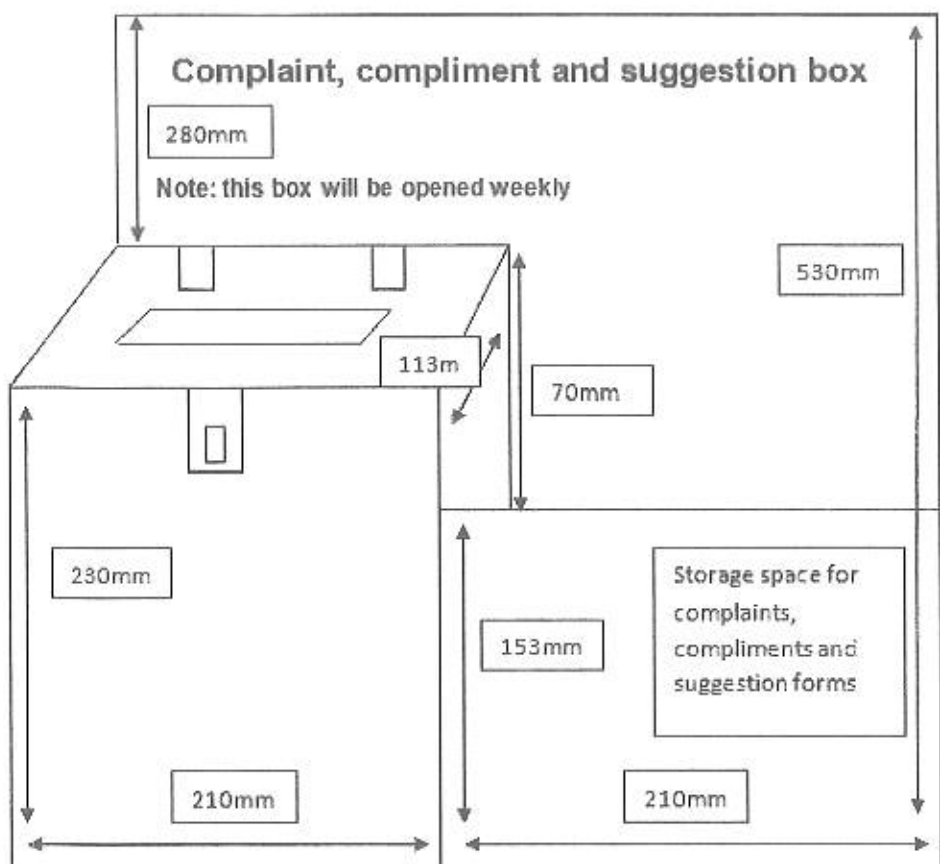 Complaint, compliment and suggestion box
280mm
Note: this box will be opened weekly
530mm
113m
70mm
230mm
Storage space for
complaints,
compliments and
suggestion forms
153mm
210mm
210mm